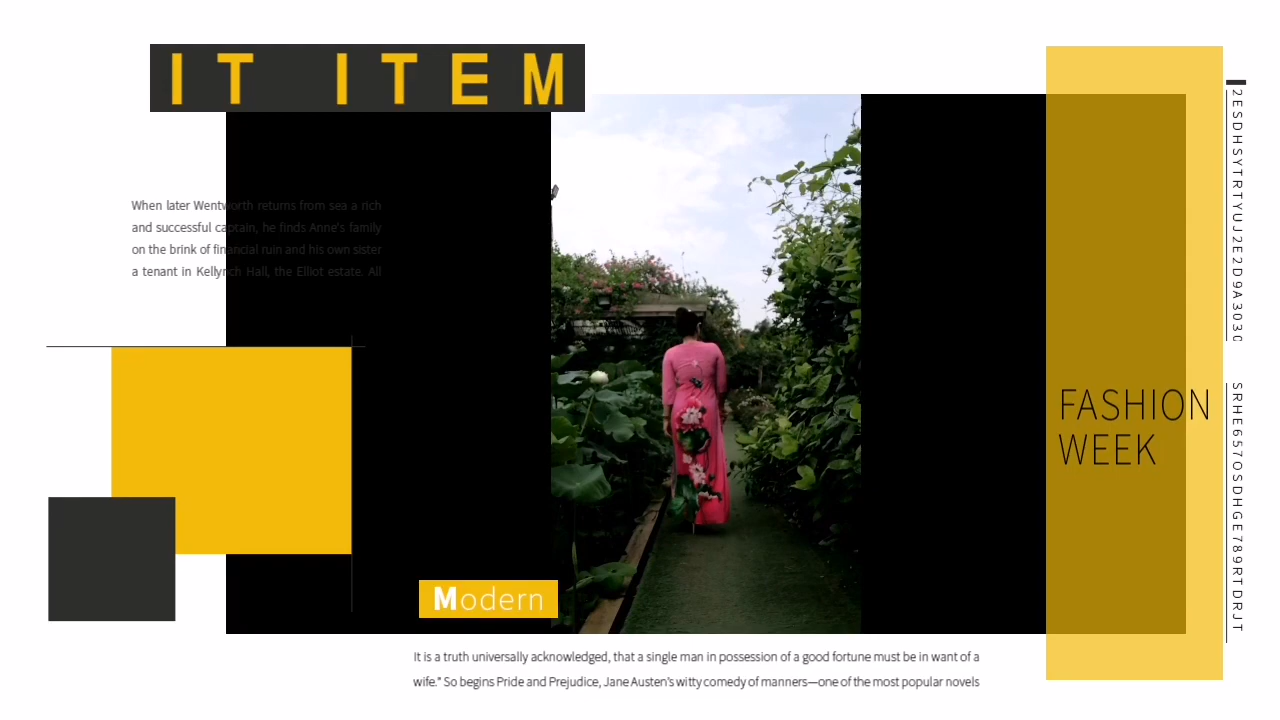 IT ITEM
When later Wentworth returns from sea a rich
and successful captain, he finds Anne's family
on the brink of financial ruin and his own sister
a tenant in Kellynch Hall, the Elliot estate. All
FASHION
WEEK
Modern
It is a truth universally acknowledged, that a single man in possession of a good fortune must be in want of a
wife." So begins Pride and Prejudice, Jane Austen's witty comedy of manners—one of the most popular novels
2ESDHSYTRTYUJ2E2D9A303C
SRHE657OSDHGE789RTDRJT